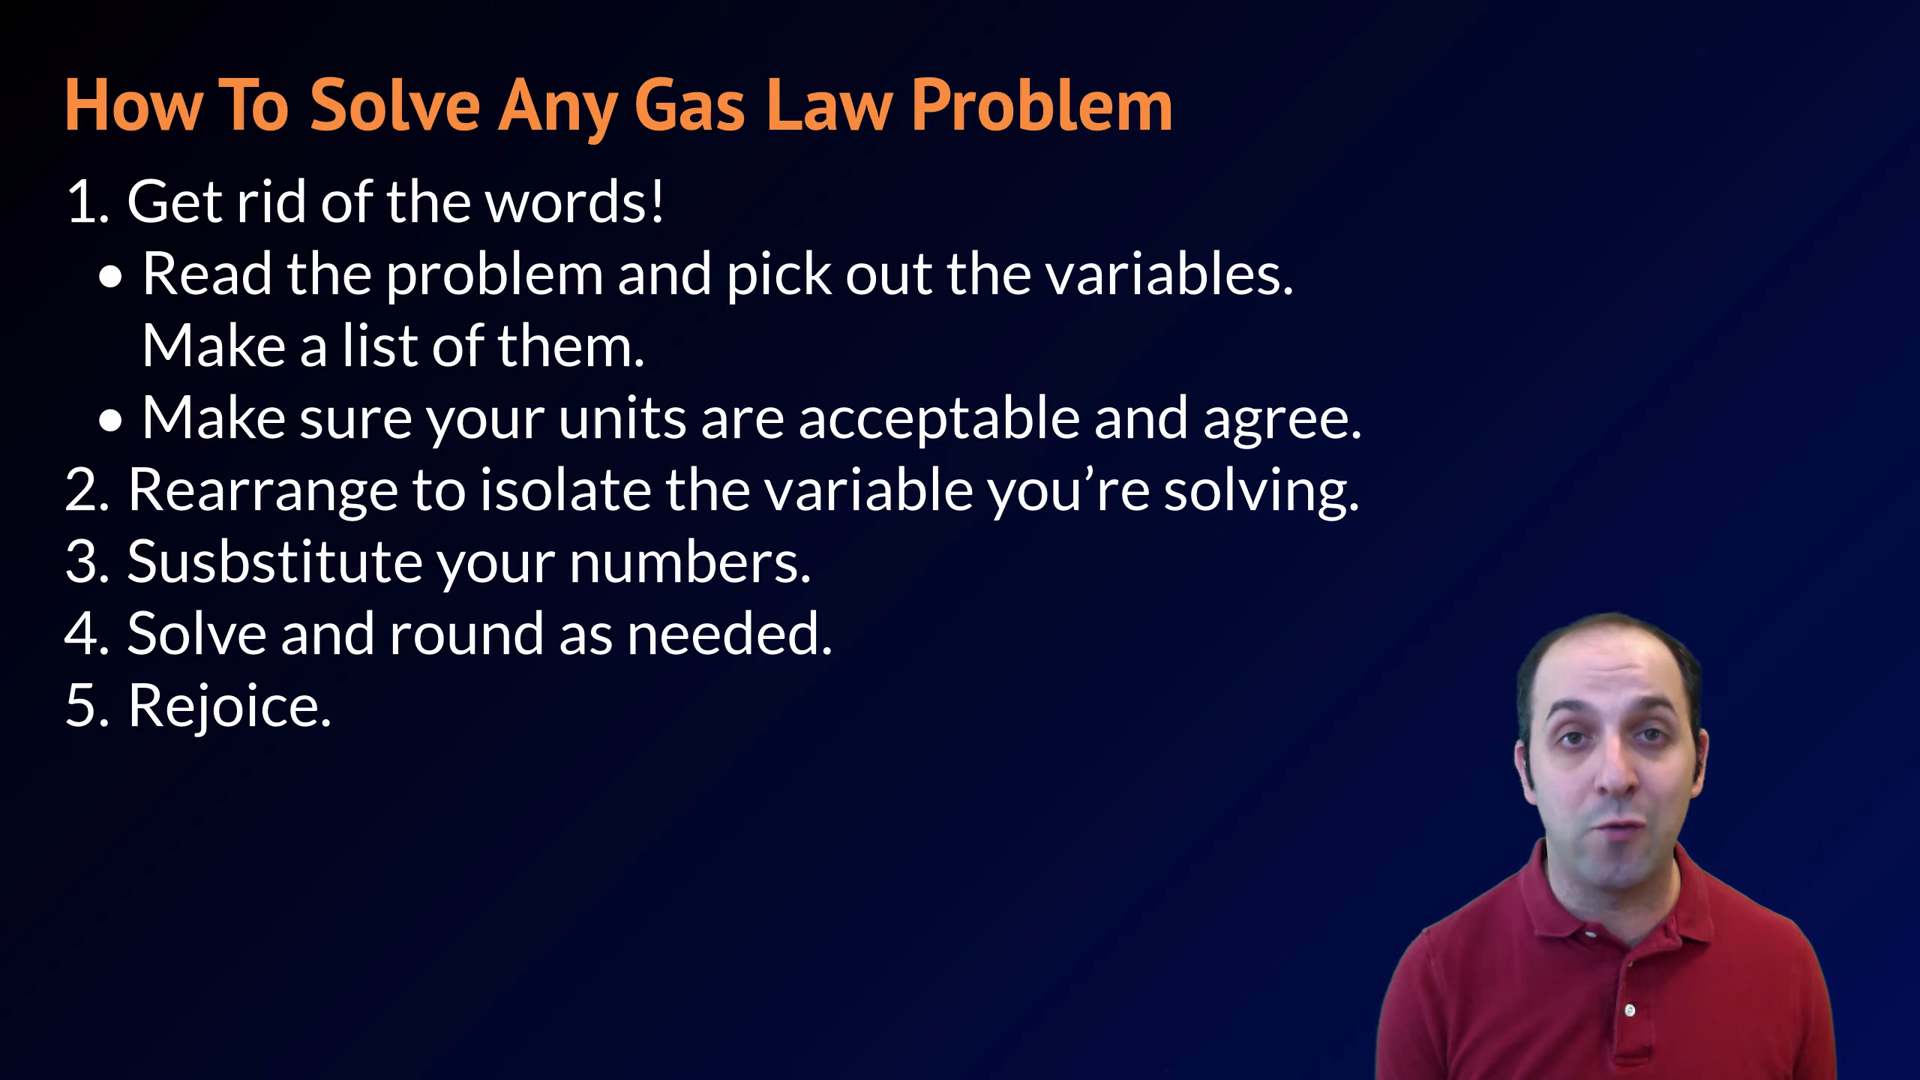 How To Solve Any Gas Law Problem
1. Get rid of the words!
• Read the problem and pick out the variables.
Make a list of them.
• Make sure your units are acceptable and agree.
2. Rearrange to isolate the variable you’re solving.
3. Susbstitute your numbers.
4. Solve and round as needed.
5. Rejoice.